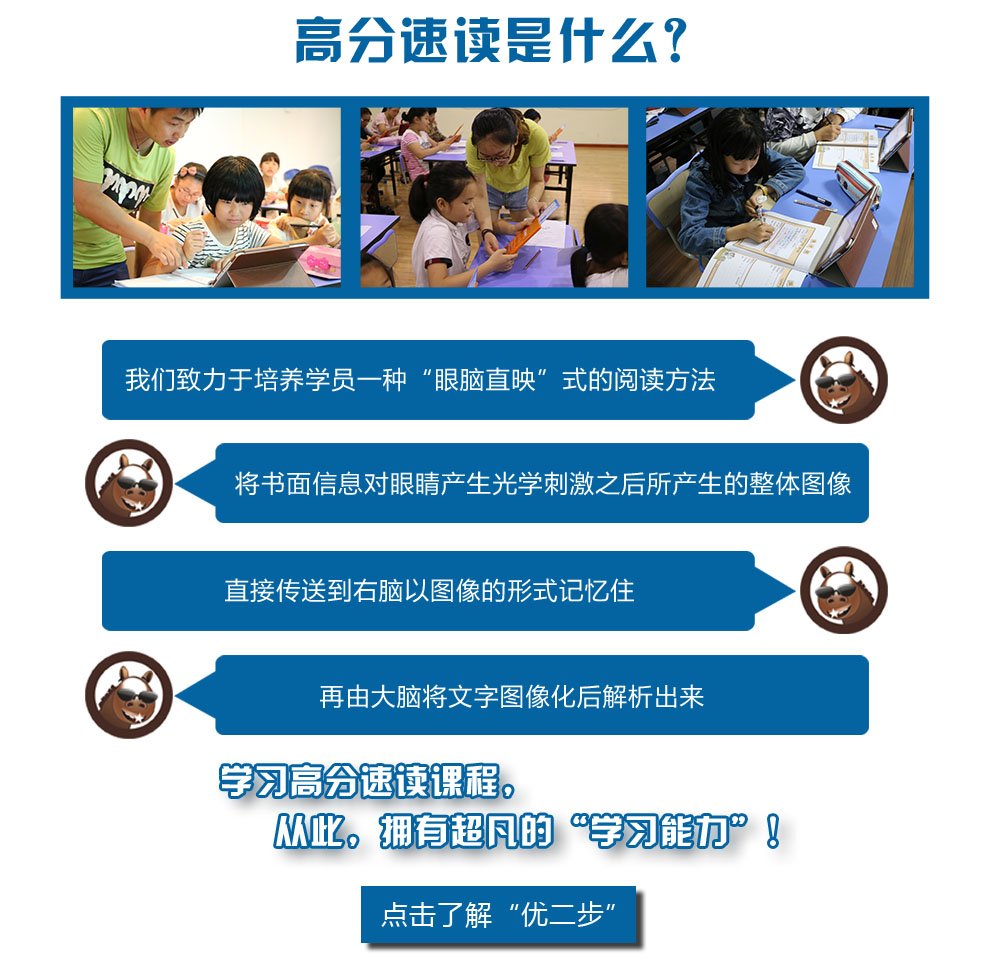 高分速读是什么？
我们致力于培养学员一种“眼脑直映”式的阅读方法
将书面信息对眼睛产生光学刺激之后所产生的整体图像
直接传送到右脑以图像的形式记忆住
再由大脑将文字图像化后解析出来
学习高分速读课程，
从此，拥有超凡的“学习能力”！
点击了解“优二步”